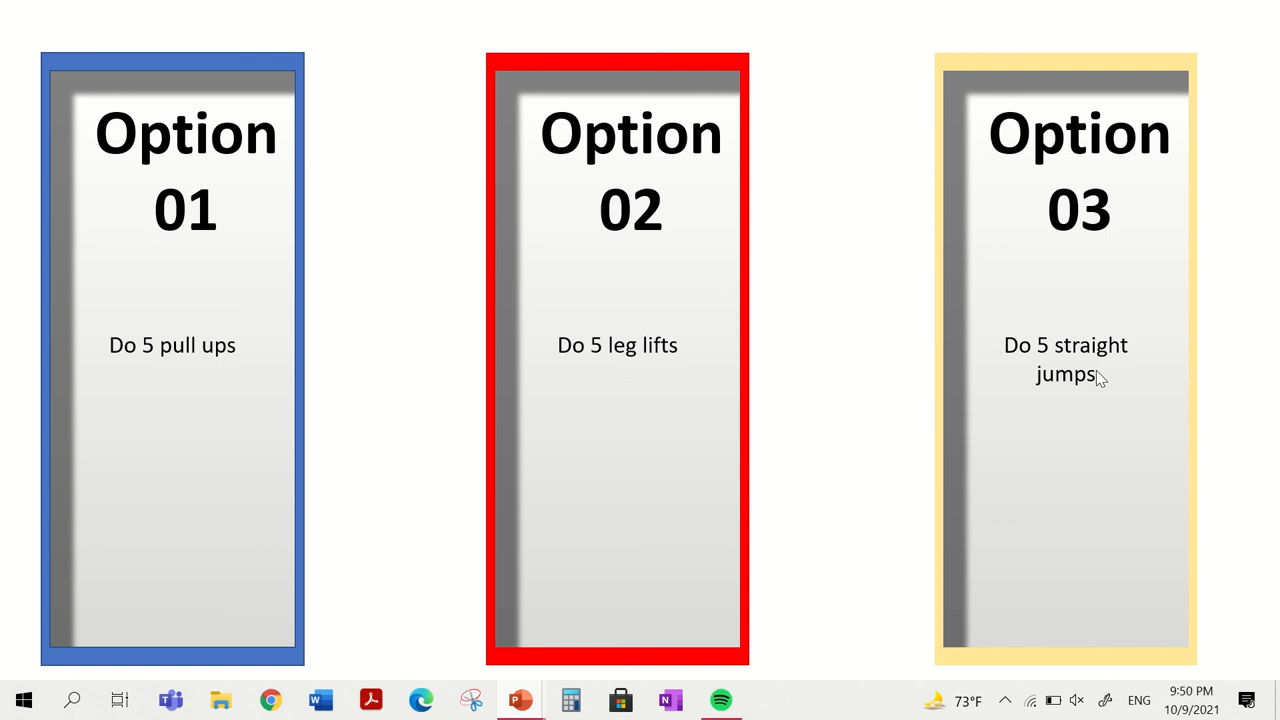 Option
01
Do 5 pull ups
Option
02
Do 5 leg lifts
Option
03
Do 5 straight
jumps
73°F
ENG
9:50 PM
10/9/2021